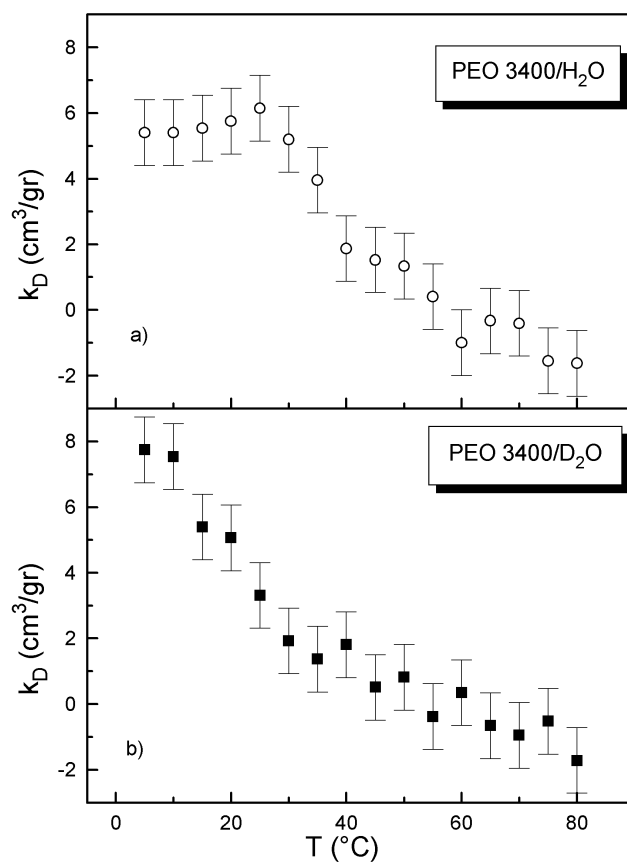 PEO 3400/H₂O
8
6
4
2
0
-2
k_D (cm³/gr)
a)
PEO 3400/D₂O
8
6
4
2
0
-2
k_D (cm³/gr)
b)
0 20 40 60 80
T (°C)